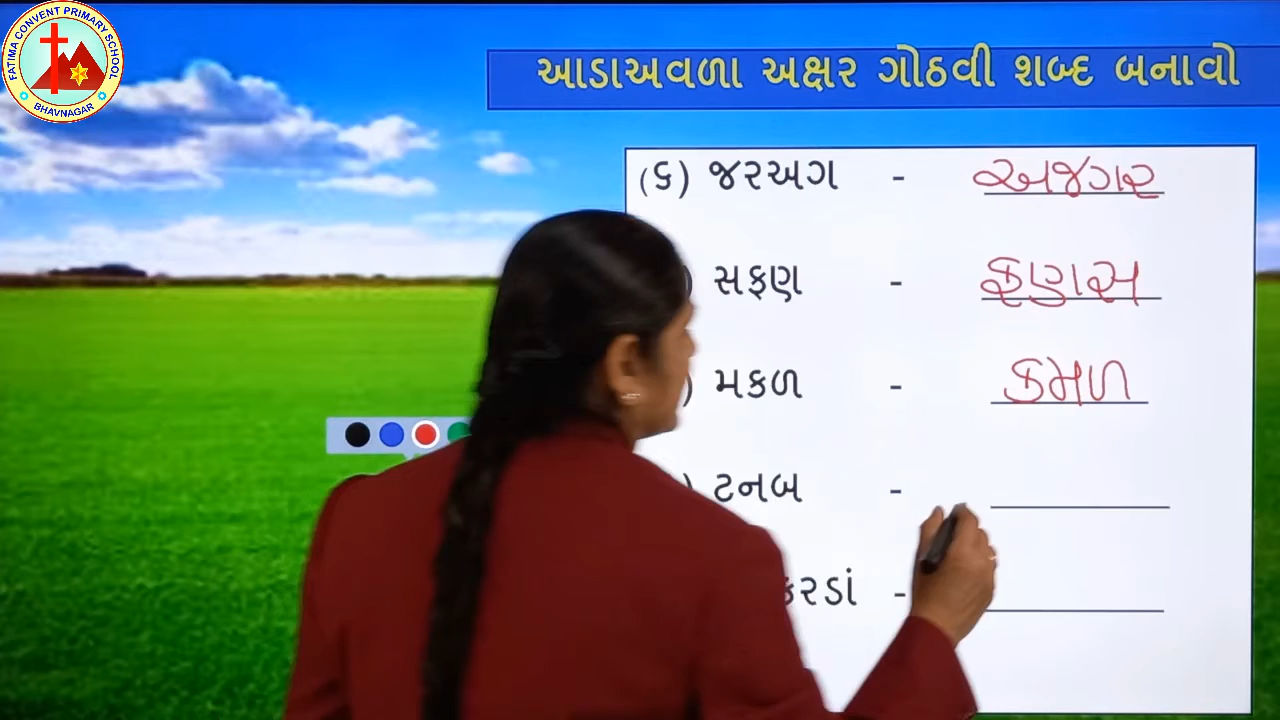 FATIMA CONVENT PRIMARY SCHOOL
BHAVNAGAR
આડાઅવળા અક્ષર ગોઠવી શબ્દ બનાવો
(૬) જરઅગ - અજગર
) સફણ - ફણસ
) મકળ - કમળ
) ટનબ -
કરડાં -